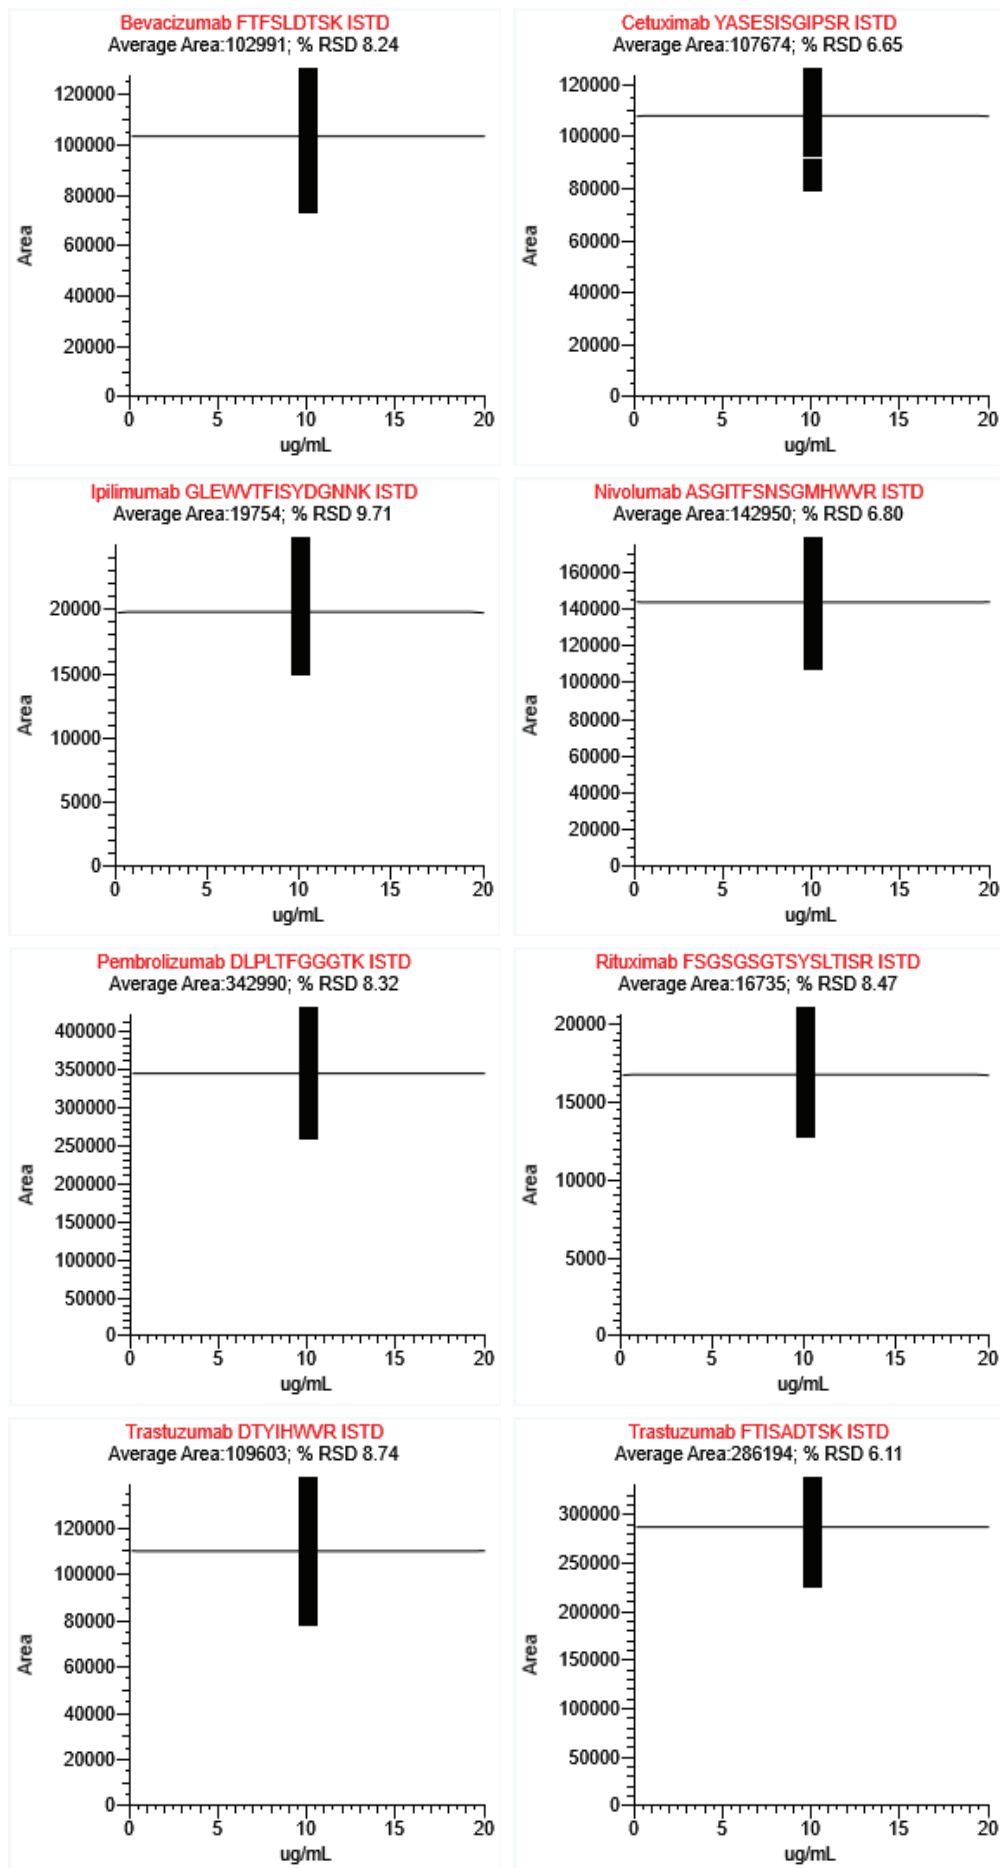 Bevacizumab FTFSLDTSK ISTD
Average Area:102991; % RSD 8.24
120000
100000
80000
60000
40000
20000
0
Area
0 5 10 15 20
ug/mL
Cetuximab YASESISGIPSR ISTD
Average Area:107674; % RSD 6.65
120000
100000
80000
60000
40000
20000
0
Area
0 5 10 15 20
ug/mL
Ipilimumab GLEWVTFISYDGNNK ISTD
Average Area:19754; % RSD 9.71
20000
15000
10000
5000
0
Area
0 5 10 15 20
ug/mL
Nivolumab ASGITFSNSGMHWVR ISTD
Average Area:142950; % RSD 6.80
160000
140000
120000
100000
80000
60000
40000
20000
0
Area
0 5 10 15 20
ug/mL
Pembrolizumab DLPLTFGGGTK ISTD
Average Area:342990; % RSD 8.32
400000
350000
300000
250000
200000
150000
100000
50000
0
Area
0 5 10 15 20
ug/mL
Rituximab FSGSGSGTSYSLTISR ISTD
Average Area:16735; % RSD 8.47
20000
15000
10000
5000
0
Area
0 5 10 15 20
ug/mL
Trastuzumab DTYIHWVR ISTD
Average Area:109603; % RSD 8.74
120000
100000
80000
60000
40000
20000
0
Area
0 5 10 15 20
ug/mL
Trastuzumab FTISADTSK ISTD
Average Area:286194; % RSD 6.11
300000
250000
200000
150000
100000
50000
0
Area
0 5 10 15 20
ug/mL